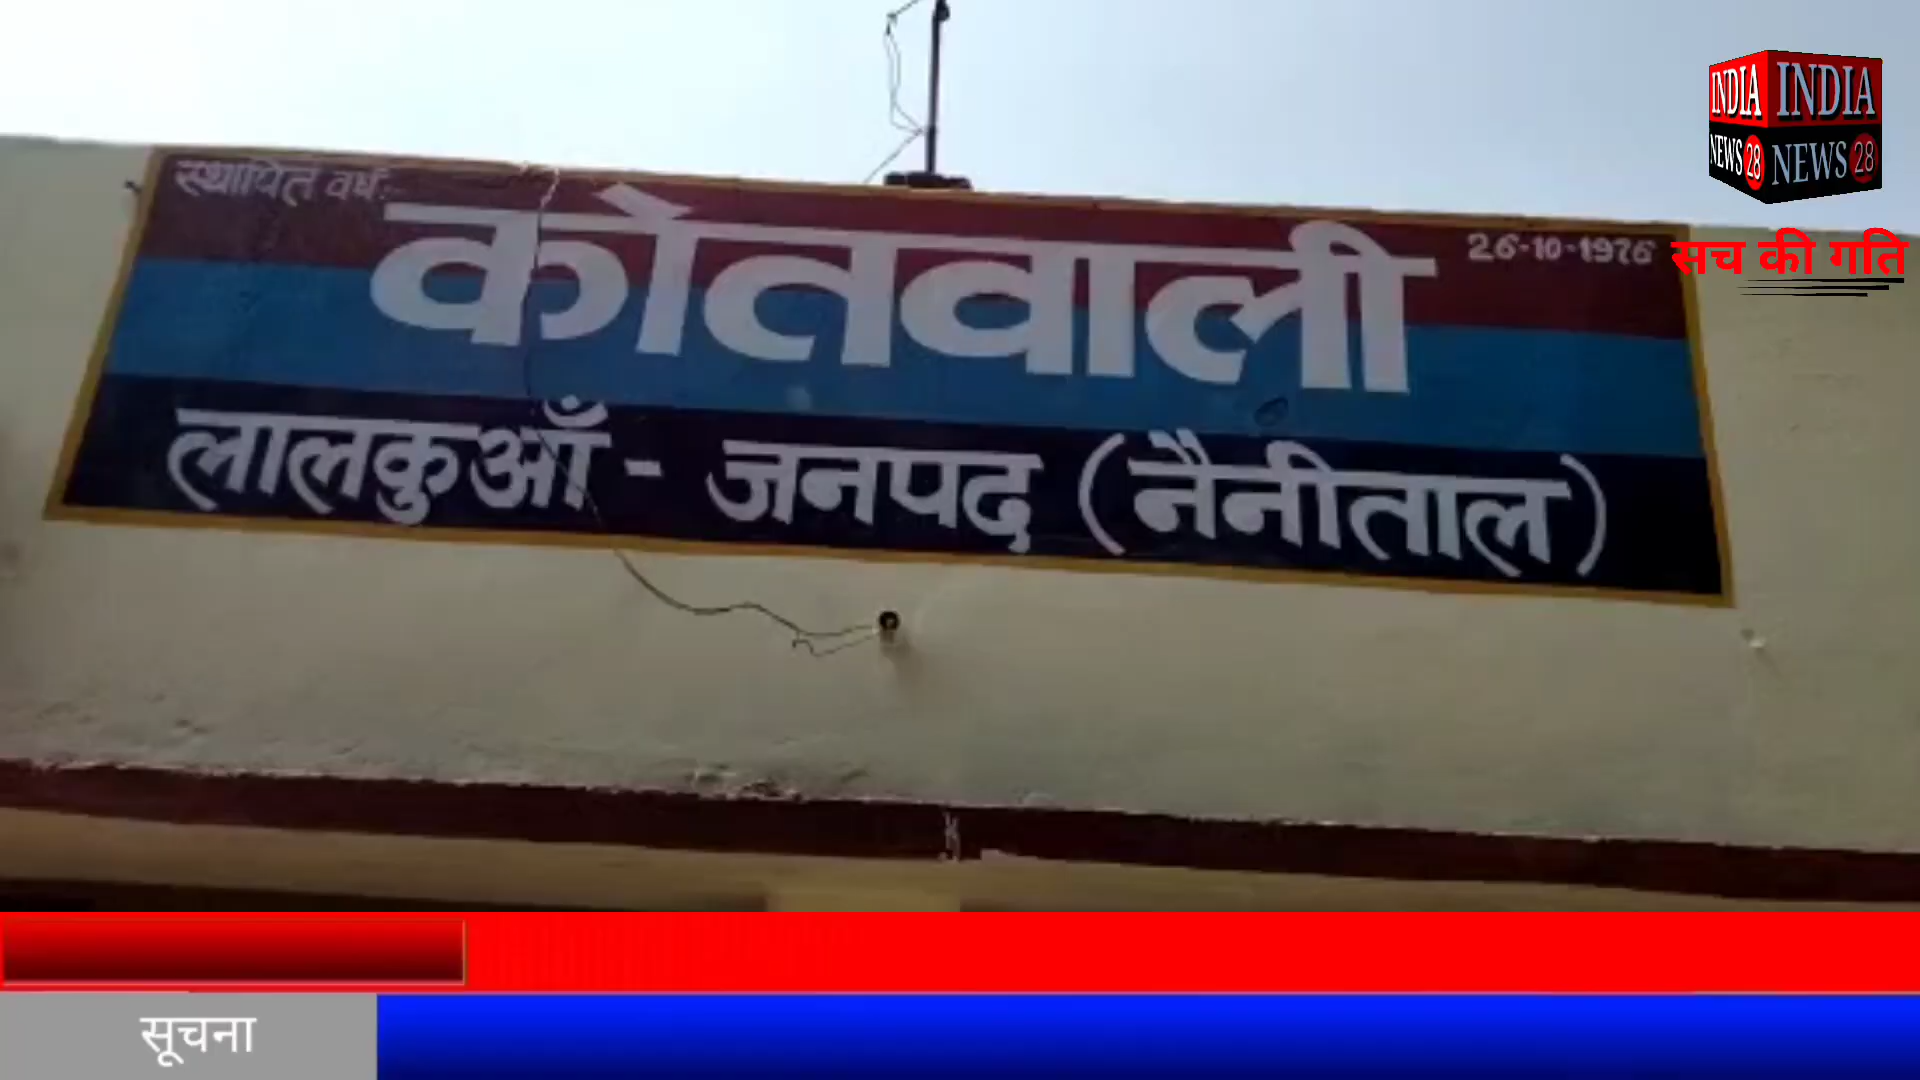 स्थापित वर्ष:-
26-10-1976
कोतवाली
लालकुआँ - जनपद (नैनीताल)
INDIA INDIA
NEWS 28 NEWS 28
सच की गति
सूचना